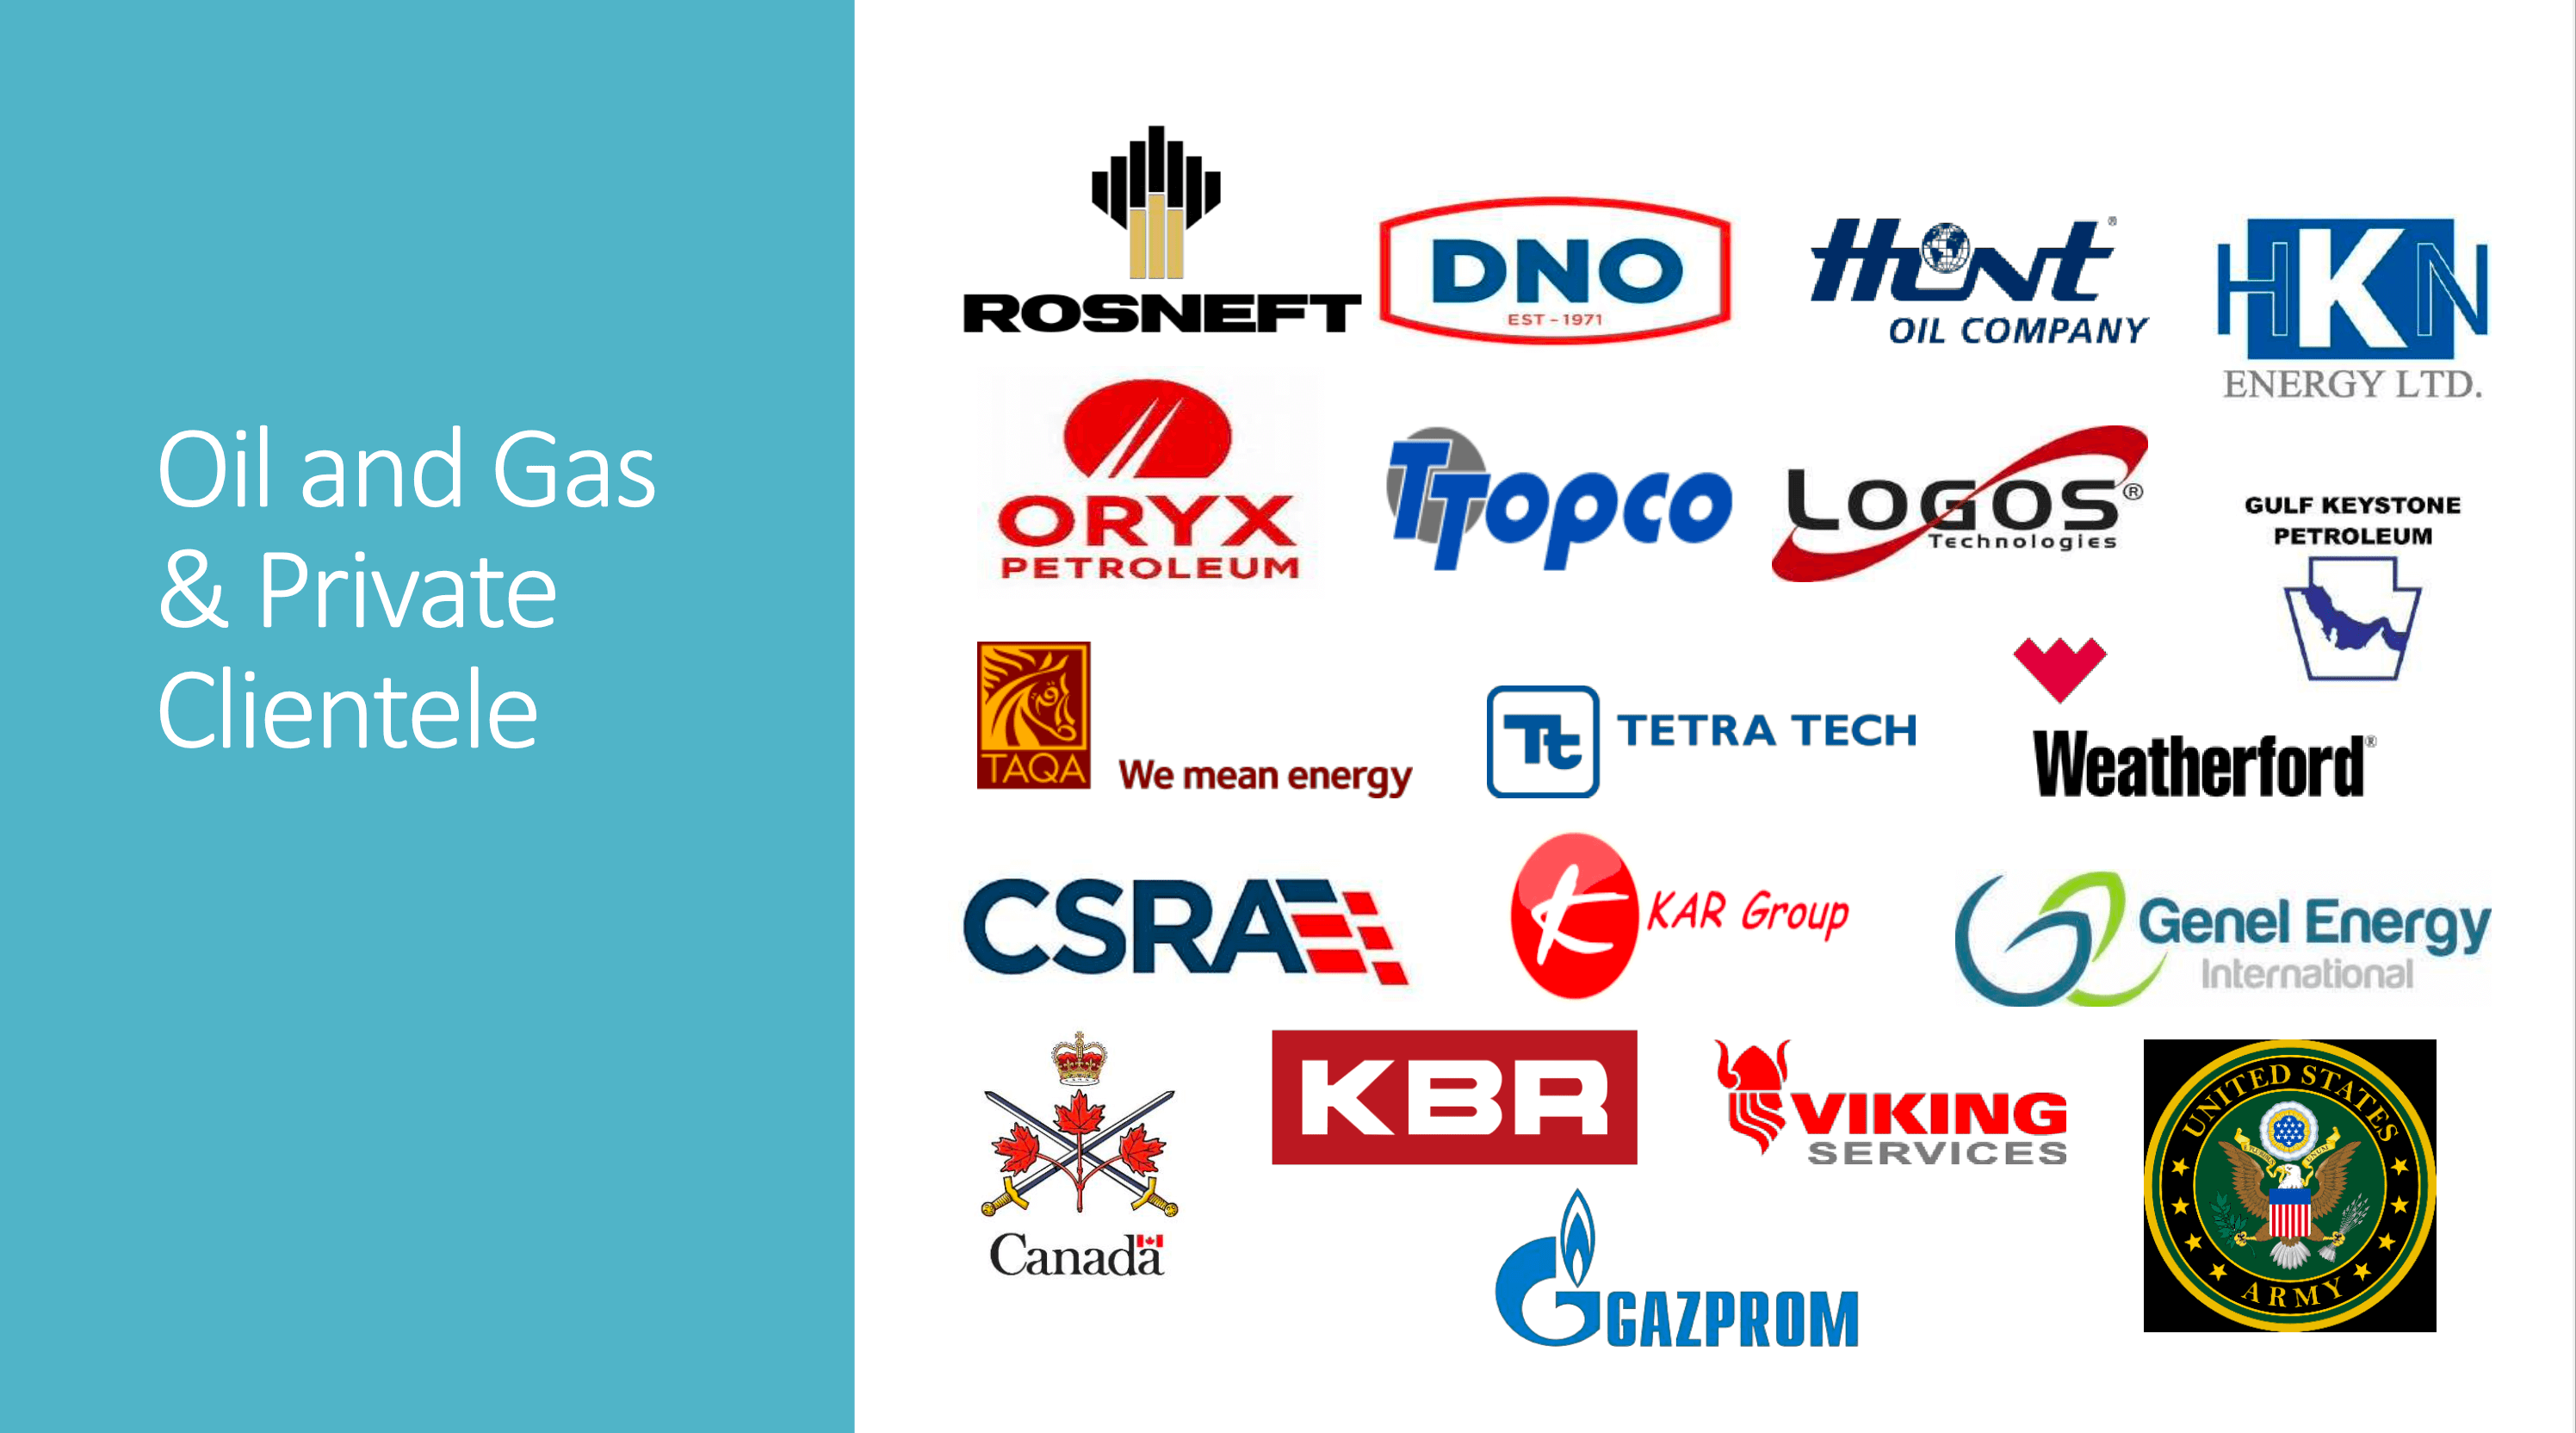 Oil and Gas
& Private
Clientele
ROSNEFT
DNO
EST - 1971
Hunt®
OIL COMPANY
HKN
ENERGY LTD.
ORYX
PETROLEUM
TTOPCO
LOGOS®
Technologies
GULF KEYSTONE
PETROLEUM
TAQA
We mean energy
Tt
TETRA TECH
Weatherford®
CSRA
K
KAR Group
Genel Energy
International
Canada
KBR
VIKING
SERVICES
UNITED STATES
ARMY
GAZPROM